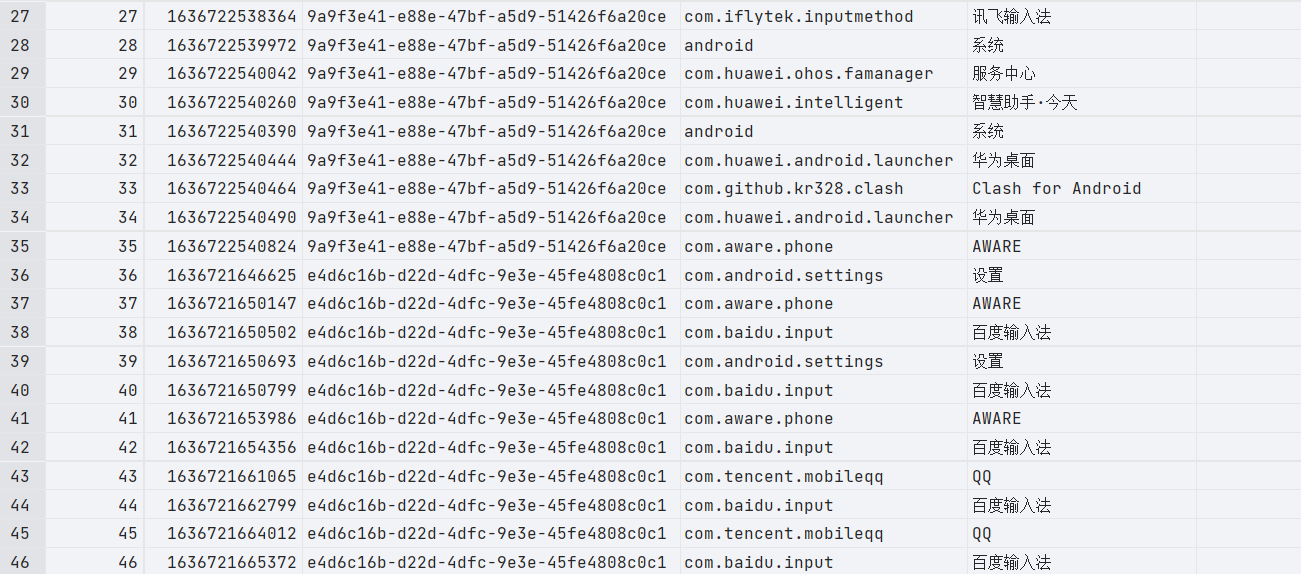 27 27 1636722538364 9a9f3e41-e88e-47bf-a5d9-51426f6a20ce com.iflytek.inputmethod 讯飞输入法
28 28 1636722539972 9a9f3e41-e88e-47bf-a5d9-51426f6a20ce android 系统
29 29 1636722540042 9a9f3e41-e88e-47bf-a5d9-51426f6a20ce com.huawei.ohos.famanager 服务中心
30 30 1636722540260 9a9f3e41-e88e-47bf-a5d9-51426f6a20ce com.huawei.intelligent 智慧助手·今天
31 31 1636722540390 9a9f3e41-e88e-47bf-a5d9-51426f6a20ce android 系统
32 32 1636722540444 9a9f3e41-e88e-47bf-a5d9-51426f6a20ce com.huawei.android.launcher 华为桌面
33 33 1636722540464 9a9f3e41-e88e-47bf-a5d9-51426f6a20ce com.github.kr328.clash Clash for Android
34 34 1636722540490 9a9f3e41-e88e-47bf-a5d9-51426f6a20ce com.huawei.android.launcher 华为桌面
35 35 1636722540824 9a9f3e41-e88e-47bf-a5d9-51426f6a20ce com.aware.phone AWARE
36 36 1636721646625 e4d6c16b-d22d-4dfc-9e3e-45fe4808c0c1 com.android.settings 设置
37 37 1636721650147 e4d6c16b-d22d-4dfc-9e3e-45fe4808c0c1 com.aware.phone AWARE
38 38 1636721650502 e4d6c16b-d22d-4dfc-9e3e-45fe4808c0c1 com.baidu.input 百度输入法
39 39 1636721650693 e4d6c16b-d22d-4dfc-9e3e-45fe4808c0c1 com.android.settings 设置
40 40 1636721650799 e4d6c16b-d22d-4dfc-9e3e-45fe4808c0c1 com.baidu.input 百度输入法
41 41 1636721653986 e4d6c16b-d22d-4dfc-9e3e-45fe4808c0c1 com.aware.phone AWARE
42 42 1636721654356 e4d6c16b-d22d-4dfc-9e3e-45fe4808c0c1 com.baidu.input 百度输入法
43 43 1636721661065 e4d6c16b-d22d-4dfc-9e3e-45fe4808c0c1 com.tencent.mobileqq QQ
44 44 1636721662799 e4d6c16b-d22d-4dfc-9e3e-45fe4808c0c1 com.baidu.input 百度输入法
45 45 1636721664012 e4d6c16b-d22d-4dfc-9e3e-45fe4808c0c1 com.tencent.mobileqq QQ
46 46 1636721665372 e4d6c16b-d22d-4dfc-9e3e-45fe4808c0c1 com.baidu.input 百度输入法